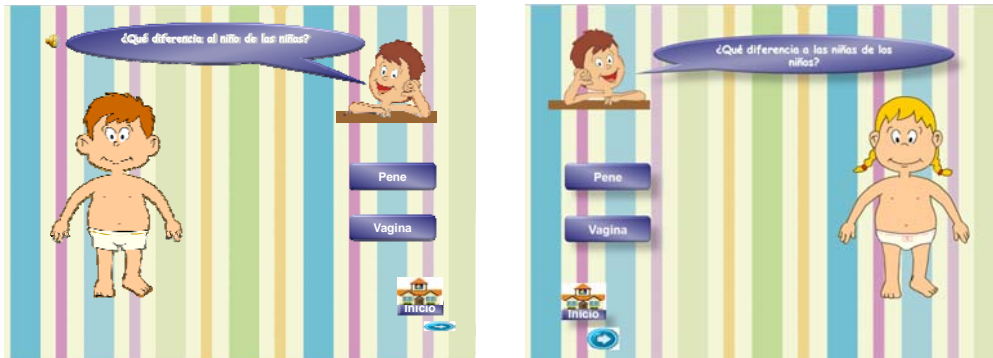 ¿Qué diferencia al niño de las niñas?
Pene
Vagina
Inicio
¿Qué diferencia a las niñas de los
niños?
Pene
Vagina
Inicio